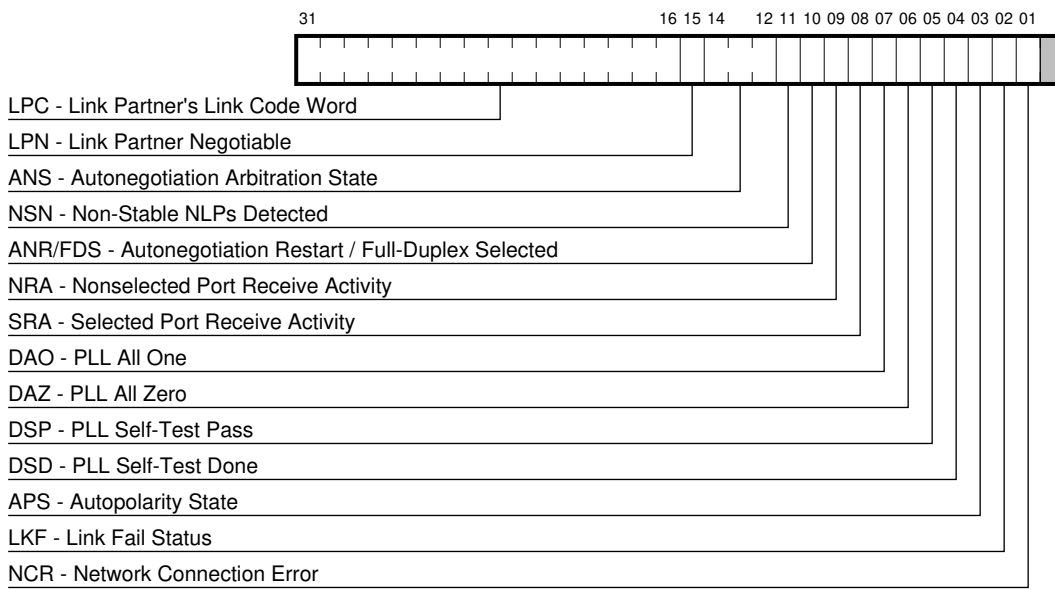 31 16 15 14 12 11 10 09 08 07 06 05 04 03 02 01
LPC - Link Partner's Link Code Word
LPN - Link Partner Negotiable
ANS - Autonegotiation Arbitration State
NSN - Non-Stable NLPs Detected
ANR/FDS - Autonegotiation Restart / Full-Duplex Selected
NRA - Nonselected Port Receive Activity
SRA - Selected Port Receive Activity
DAO - PLL All One
DAZ - PLL All Zero
DSP - PLL Self-Test Pass
DSD - PLL Self-Test Done
APS - Autopolarity State
LKF - Link Fail Status
NCR - Network Connection Error